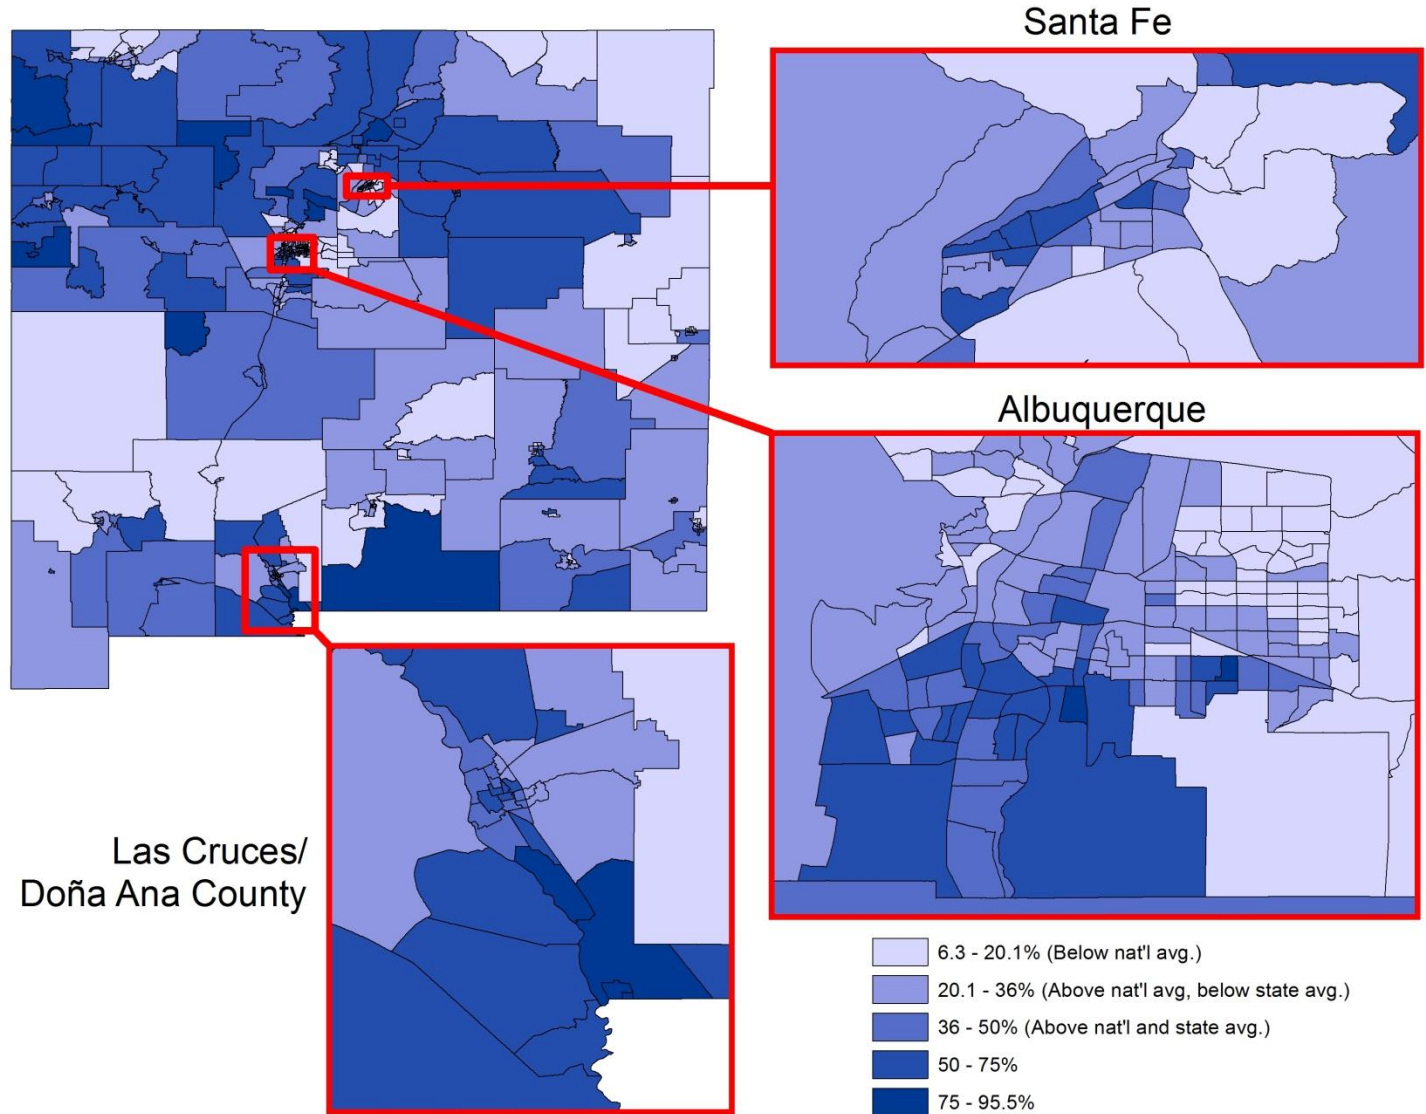 Santa Fe
Albuquerque
Las Cruces/
Doña Ana County
6.3 - 20.1% (Below nat'l avg.)
20.1 - 36% (Above nat'l avg, below state avg.)
36 - 50% (Above nat'l and state avg.)
50 - 75%
75 - 95.5%